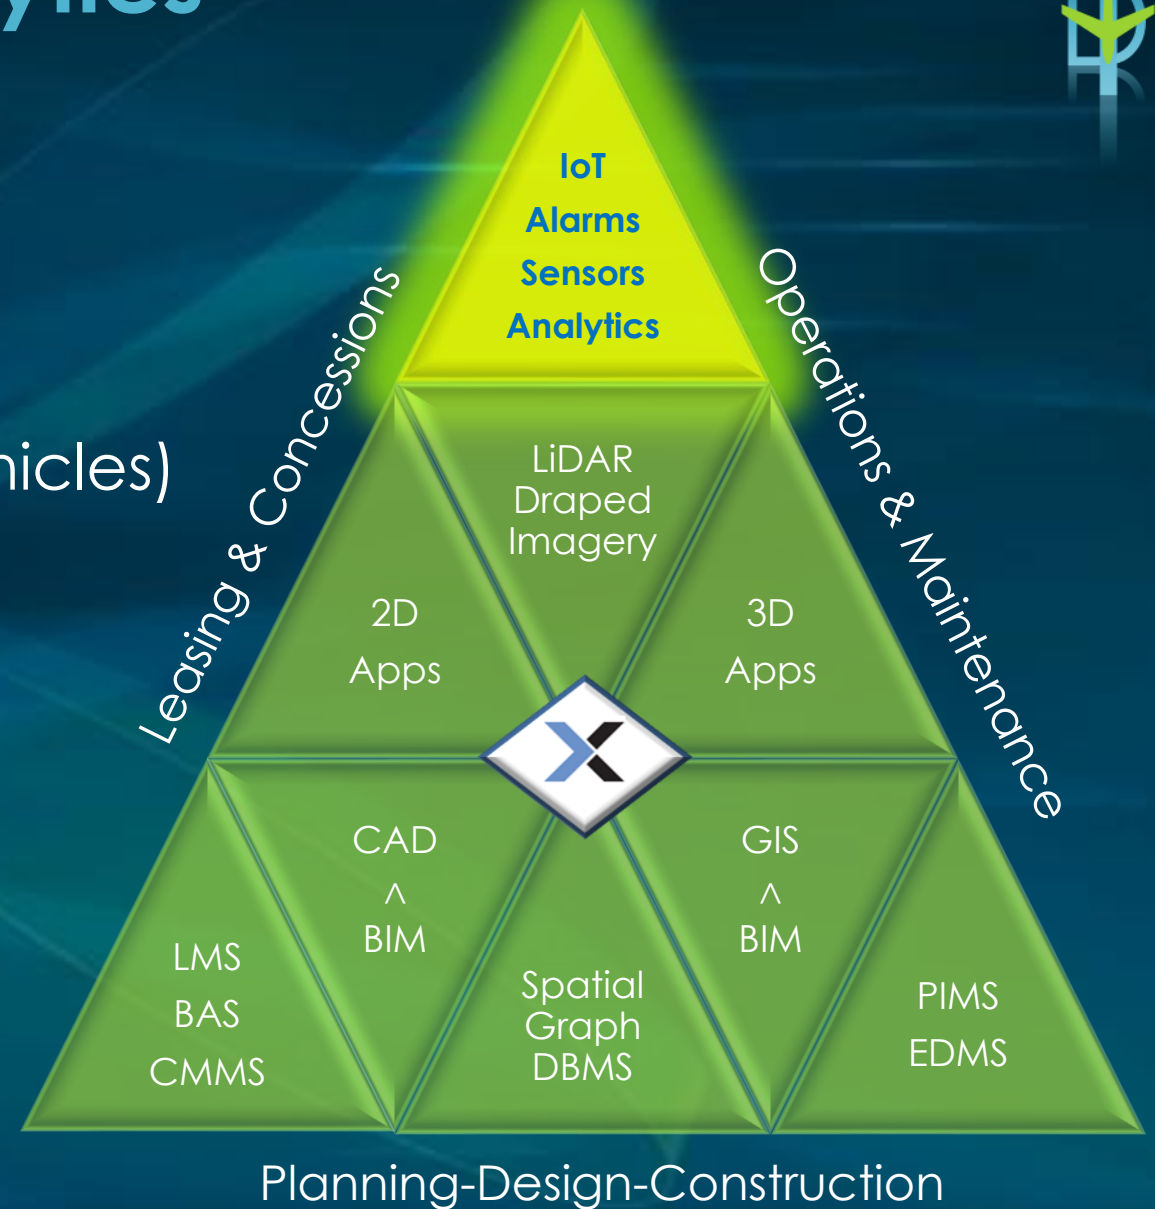 IoT
Alarms
Sensors
Analytics
Leasing & Concessions
Operations & Maintenance
LiDAR
Draped
Imagery
2D
Apps
3D
Apps
CAD
^
BIM
GIS
^
BIM
LMS
BAS
CMMS
Spatial
Graph
DBMS
PIMS
EDMS
Planning-Design-Construction